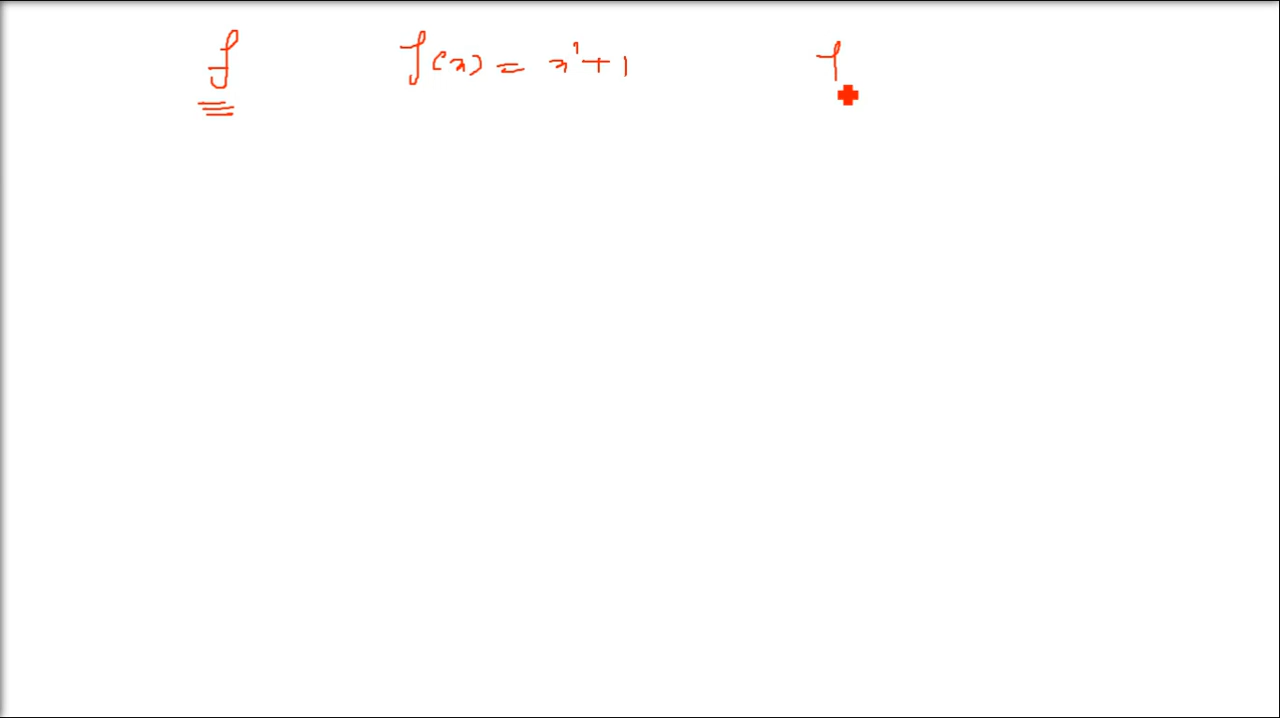 f f(x) = x² + 1